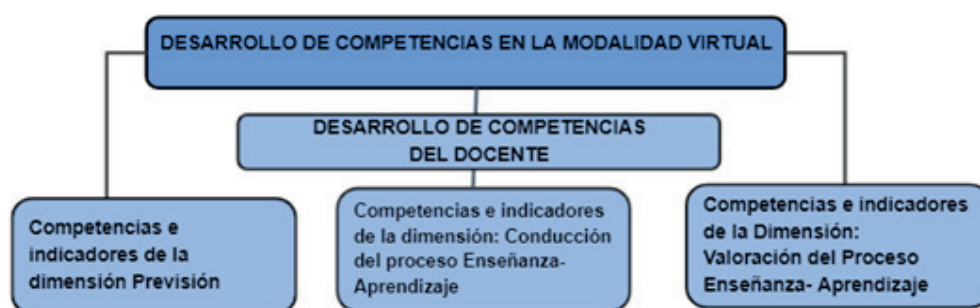 DESARROLLO DE COMPETENCIAS EN LA MODALIDAD VIRTUAL
DESARROLLO DE COMPETENCIAS
DEL DOCENTE
Competencias e
indicadores de la
dimensión Previsión
Competencias e indicadores
de la dimensión: Conducción
del proceso Enseñanza-
Aprendizaje
Competencias e indicadores
de la Dimensión:
Valoración del Proceso
Enseñanza- Aprendizaje